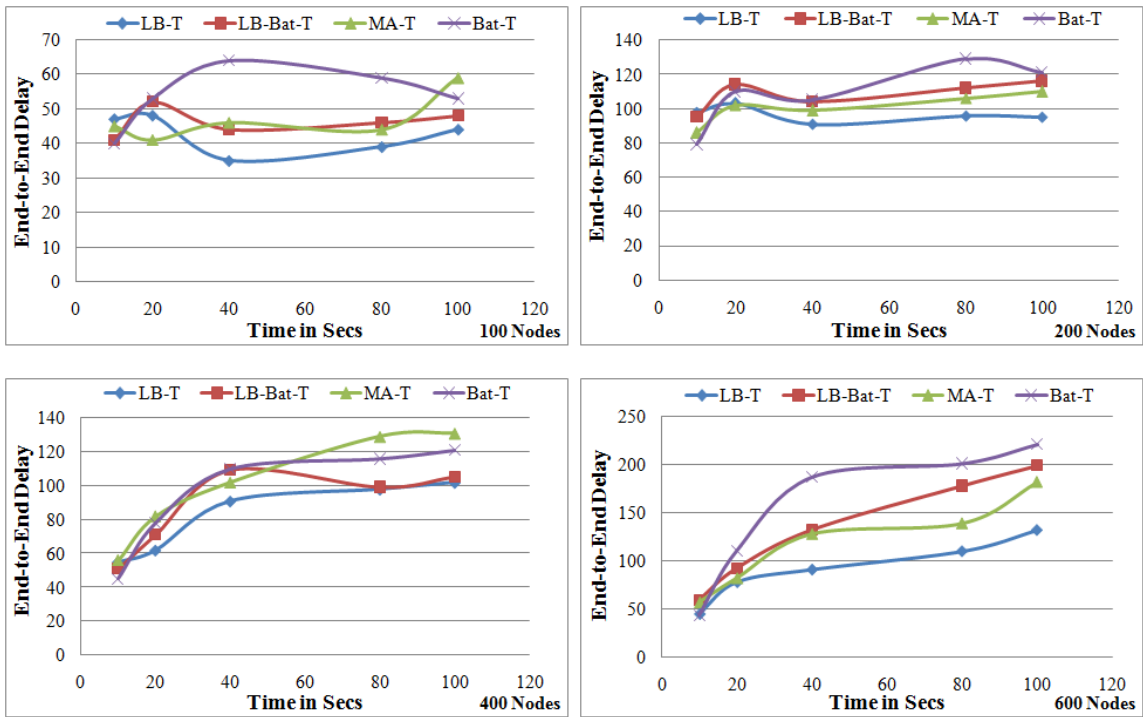 LB-T LB-Bat-T MA-T Bat-T
70
60
50
40
30
20
10
0
End-to-End Delay
0 20 40 60 80 100 120
Time in Secs
100 Nodes
LB-T LB-Bat-T MA-T Bat-T
140
120
100
80
60
40
20
0
End-to-End Delay
0 20 40 60 80 100 120
Time in Secs
200 Nodes
LB-T LB-Bat-T MA-T Bat-T
140
120
100
80
60
40
20
0
End-to-End Delay
0 20 40 60 80 100 120
Time in Secs
400 Nodes
LB-T LB-Bat-T MA-T Bat-T
250
200
150
100
50
0
End-to-End Delay
0 20 40 60 80 100 120
Time in Secs
600 Nodes